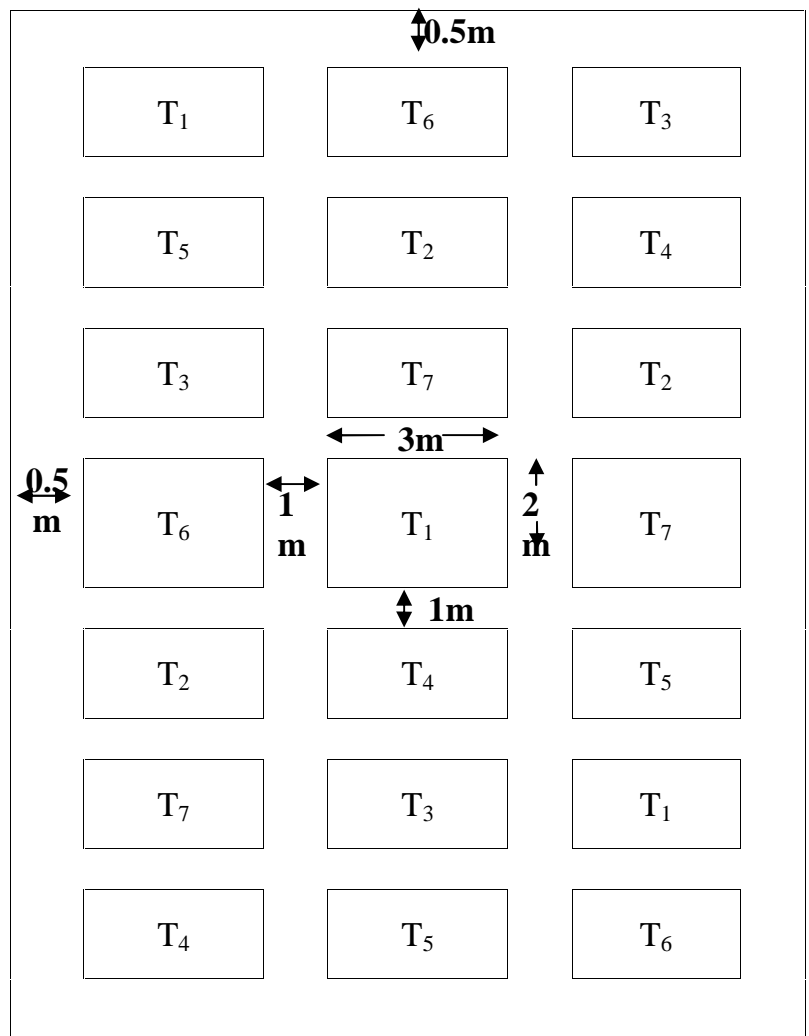 0.5m
T₁ T₆ T₃
T₅ T₂ T₄
T₃ T₇ T₂
3m
0.5
m
1
m
2
m
T₆ T₁ T₇
1m
T₂ T₄ T₅
T₇ T₃ T₁
T₄ T₅ T₆